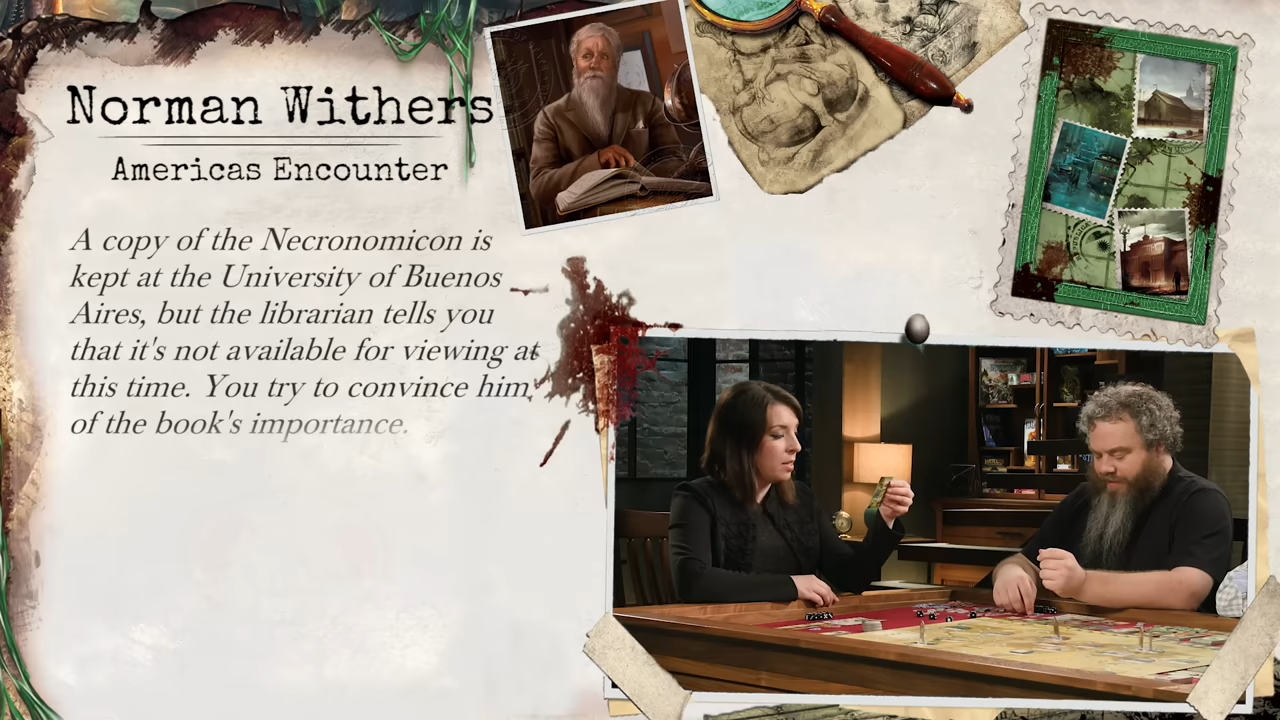 Norman Withers
Americas Encounter
A copy of the Necronomicon is
kept at the University of Buenos
Aires, but the librarian tells you
that it's not available for viewing at
this time. You try to convince him
of the book's importance.